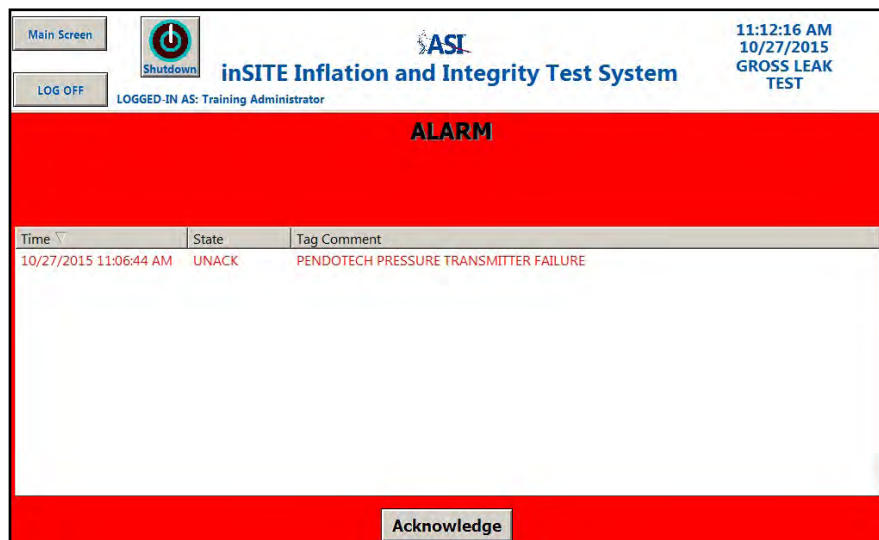 Main Screen
Shutdown
LOG OFF
LOGGED-IN AS: Training Administrator
ASI
inSITE Inflation and Integrity Test System
11:12:16 AM
10/27/2015
GROSS LEAK
TEST
ALARM
Time State Tag Comment
10/27/2015 11:06:44 AM UNACK PENDOTECH PRESSURE TRANSMITTER FAILURE
Acknowledge